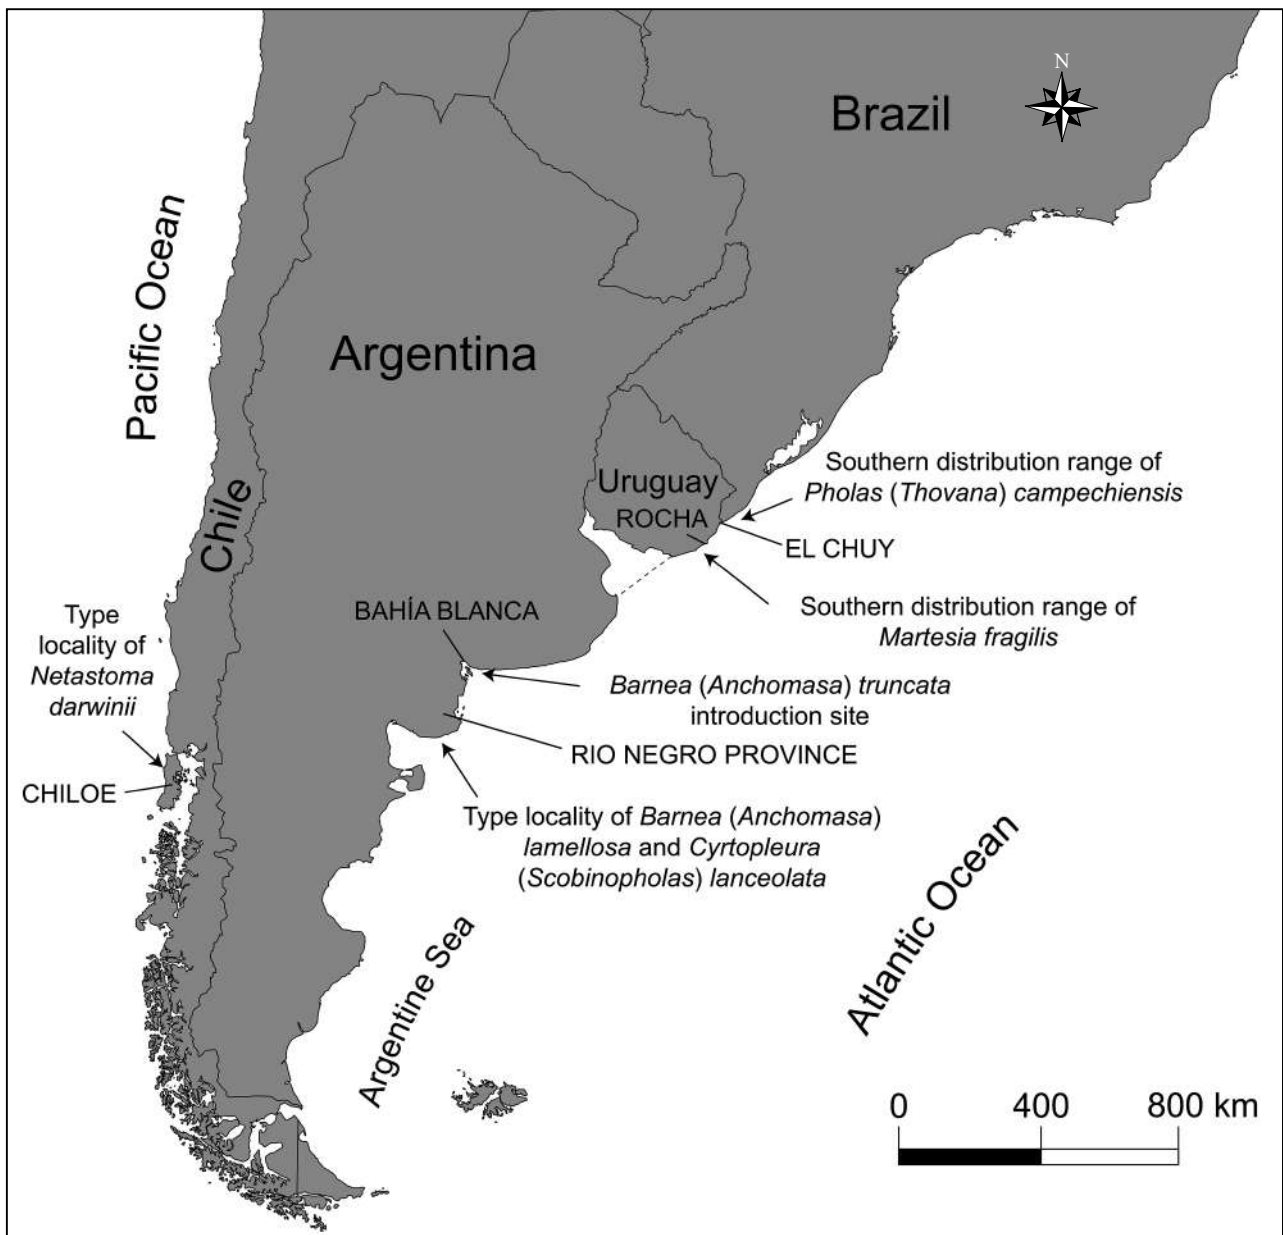 N
Brazil
Pacific Ocean
Argentina
Chile
Uruguay
ROCHA
Southern distribution range of
Pholas (Thovana) campechiensis
EL CHUY
Southern distribution range of
Martesia fragilis
BAHÍA BLANCA
Barnea (Anchomasa) truncata
introduction site
RIO NEGRO PROVINCE
Type
locality of
Netastoma
darwinii
CHILOE
Type locality of Barnea (Anchomasa)
lamellosa and Cyrtopleura
(Scobinopholas) lanceolata
Argentine Sea
Atlantic Ocean
0 400 800 km